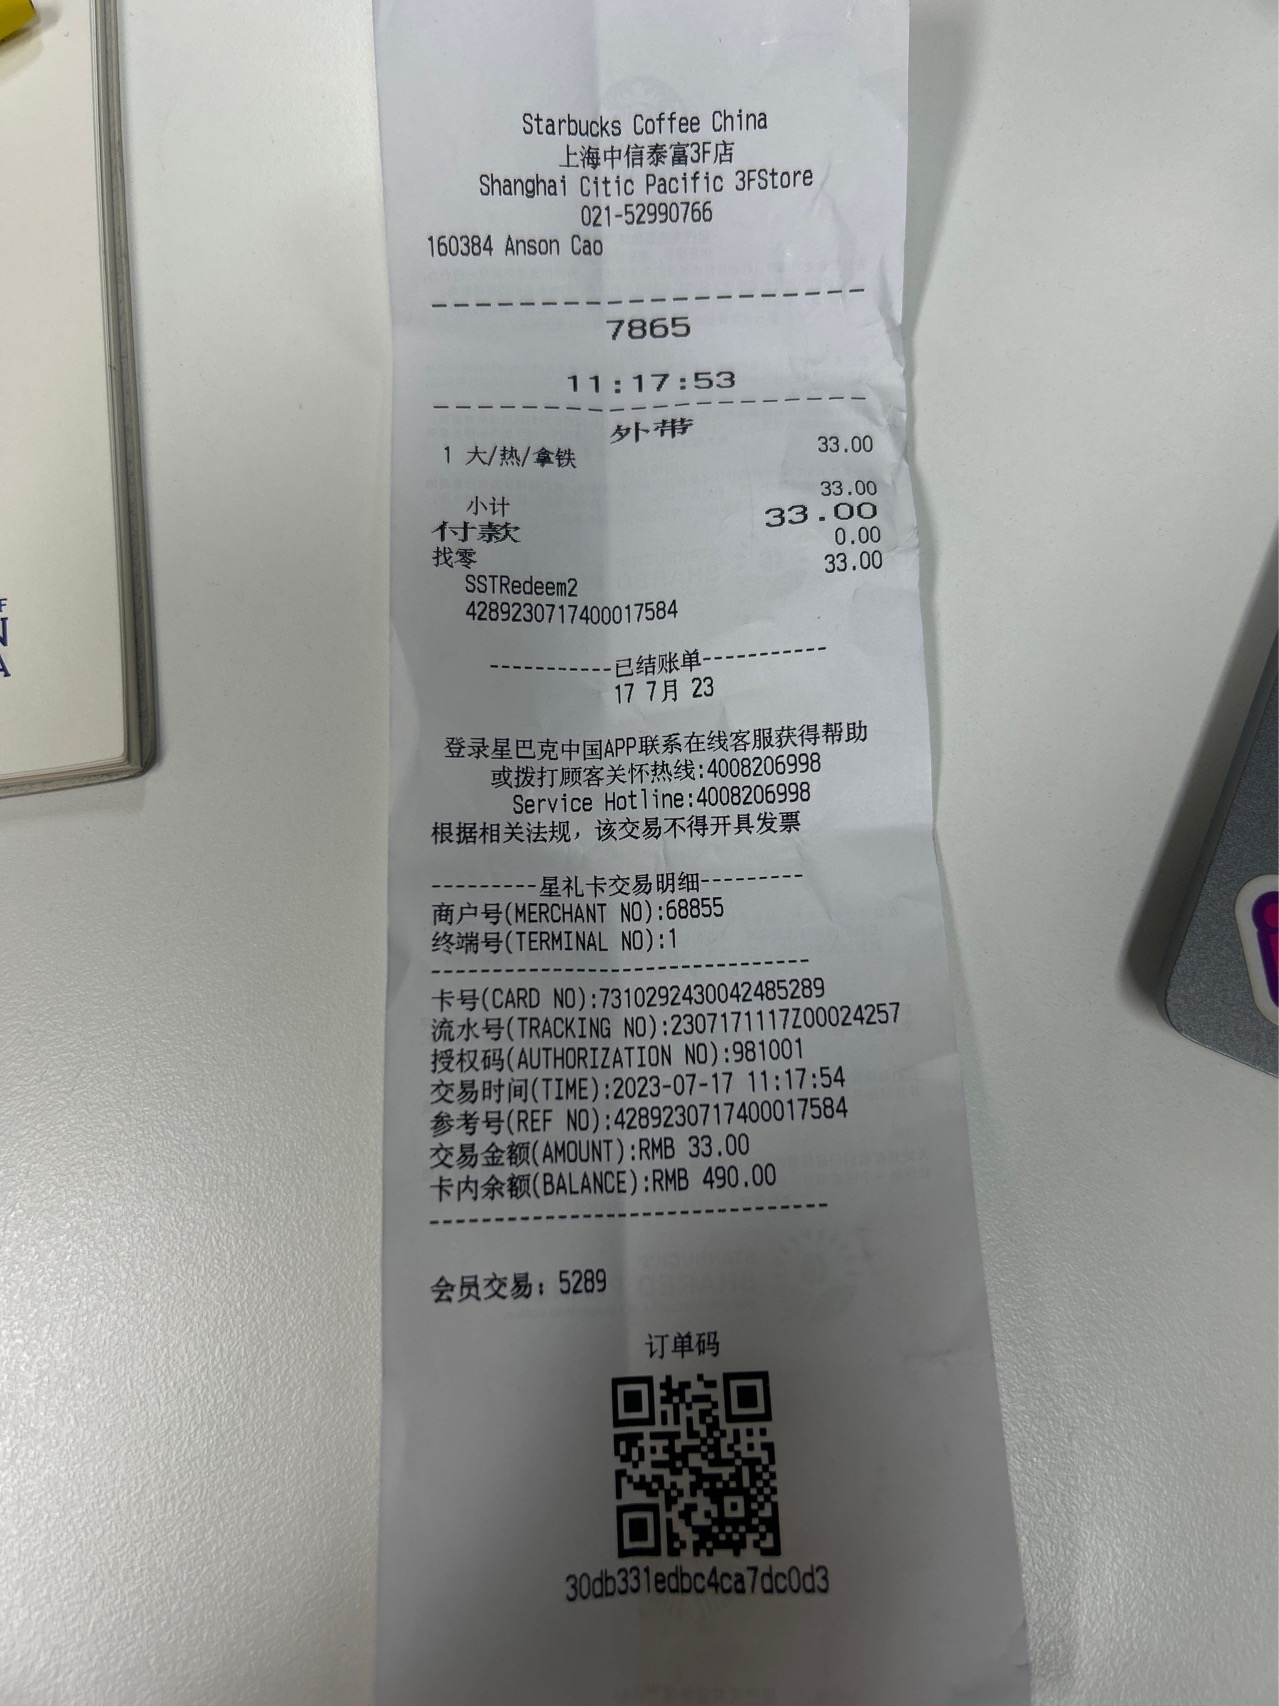 Starbucks Coffee China
上海中信泰富3F店
Shanghai Citic Pacific 3FStore
021-52990766
160384 Anson Cao
7865
11:17:53
外带
1 大/热/拿铁 33.00
小计 33.00
付款 33.00
找零 0.00
SSTRedeem2 33.00
4289230717400017584
-----------已结账单-----------
17 7月 23
登录星巴克中国APP联系在线客服获得帮助
或拨打顾客关怀热线:4008206998
Service Hotline:4008206998
根据相关法规，该交易不得开具发票
---------星礼卡交易明细---------
商户号(MERCHANT NO):68855
终端号(TERMINAL NO):1
卡号(CARD NO):7310292430042485289
流水号(TRACKING NO):2307171117Z00024257
授权码(AUTHORIZATION NO):981001
交易时间(TIME):2023-07-17 11:17:54
参考号(REF NO):4289230717400017584
交易金额(AMOUNT):RMB 33.00
卡内余额(BALANCE):RMB 490.00
会员交易：5289
订单码
30db331edbc4ca7dc0d3